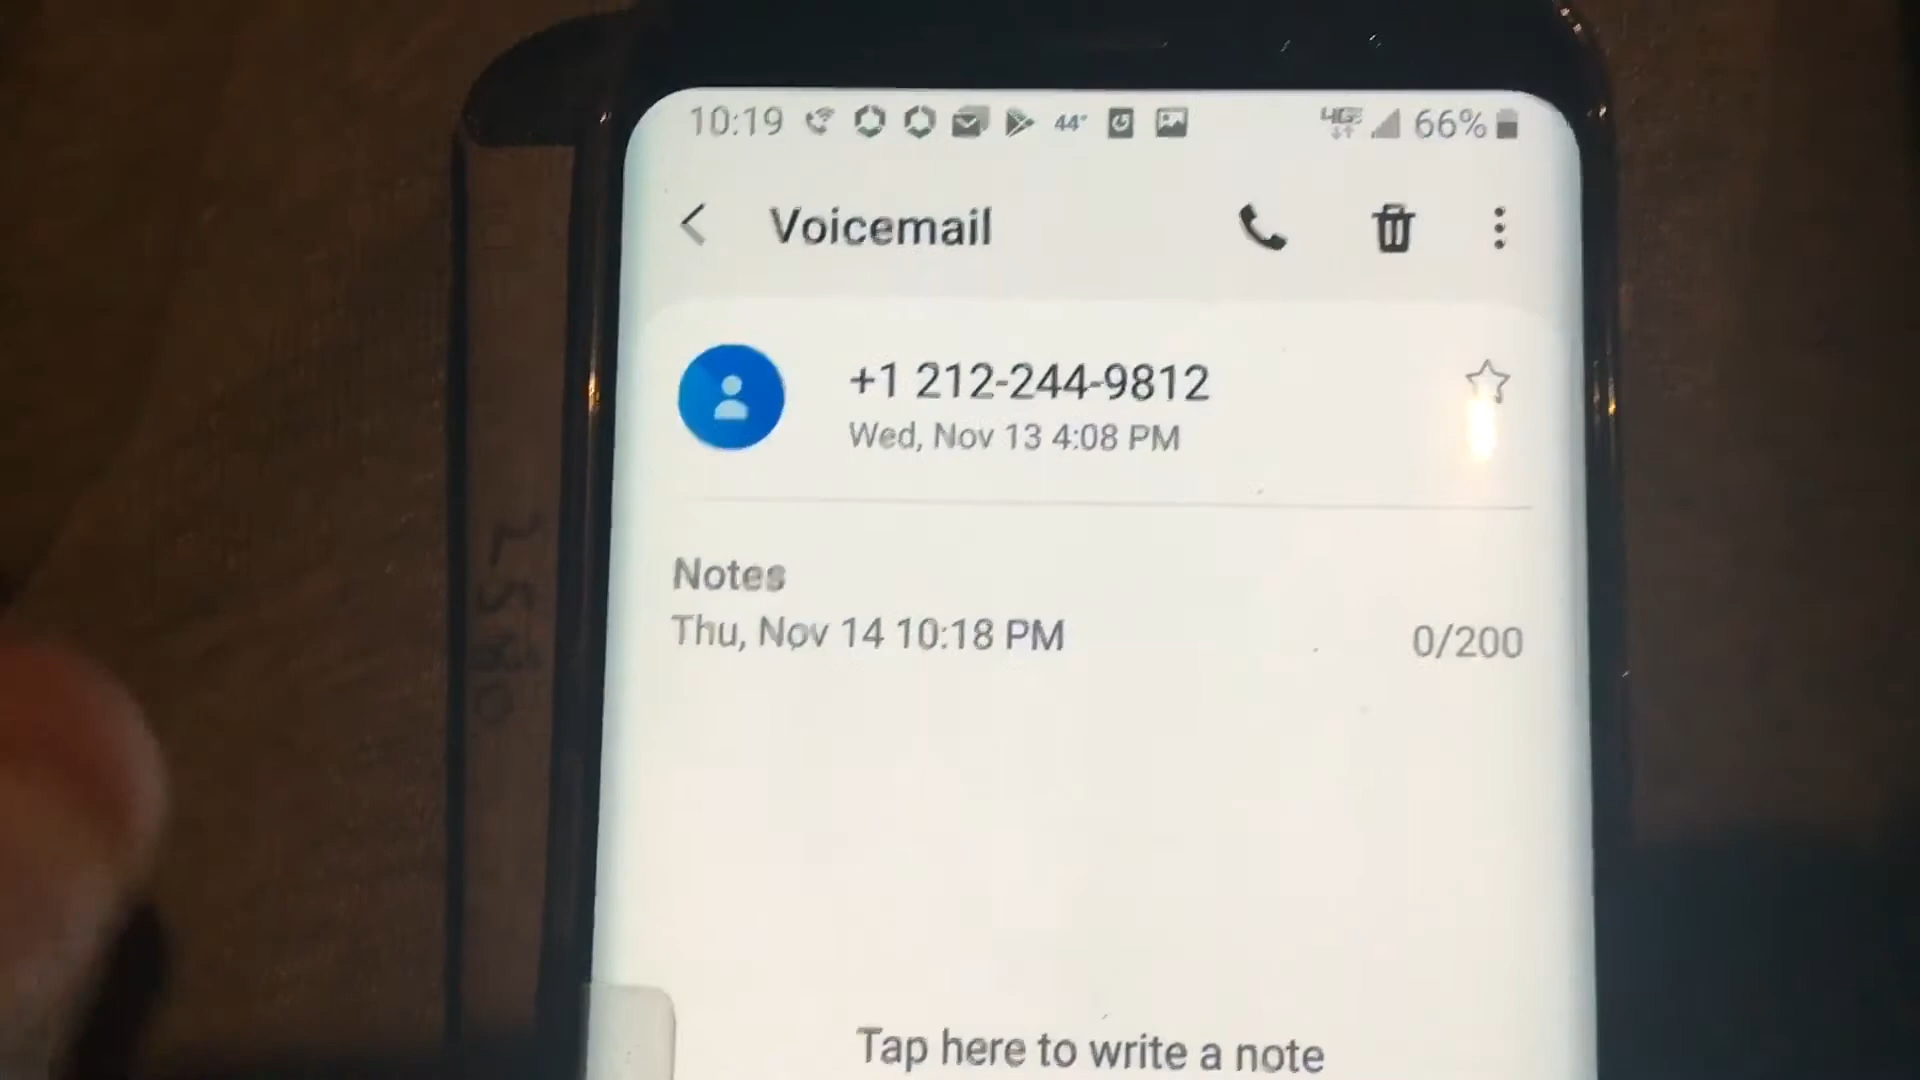 10:19 44° 4G 66%
Voicemail
+1 212-244-9812
Wed, Nov 13 4:08 PM
Notes
Thu, Nov 14 10:18 PM
0/200
Tap here to write a note